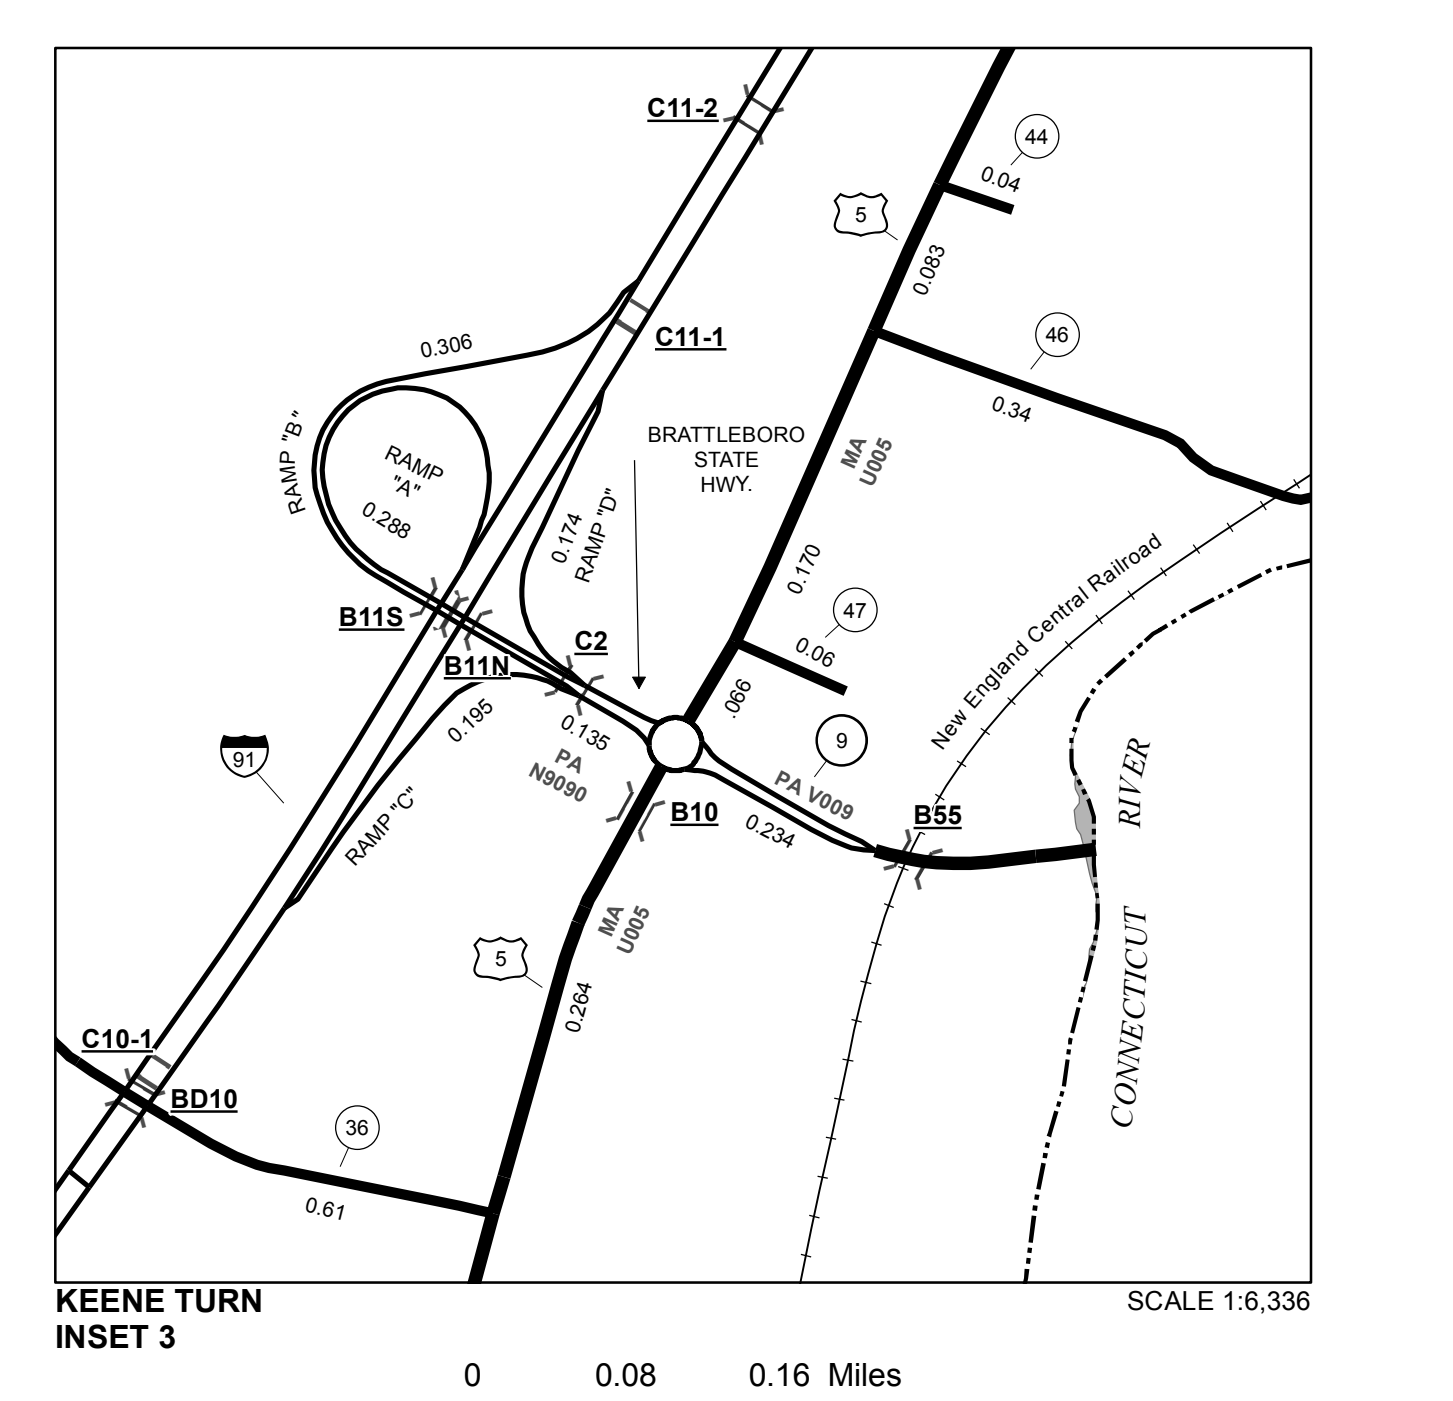 C11-2
44
0.04
5
0.083
C11-1
46
0.34
0.306
RAMP "B"
RAMP
"A"
0.288
BRATTLEBORO
STATE
HWY.
MA
U005
0.174
RAMP "D"
0.170
New England Central Railroad
47
0.06
B11S
B11N
C2
.066
0.195
0.135
PA
N9090
9
PA V009
B10
0.234
B55
91
RAMP "C"
CONNECTICUT RIVER
MA
U005
5
0.264
C10-1
BD10
36
0.61
KEENE TURN
INSET 3
SCALE 1:6,336
0 0.08 0.16 Miles